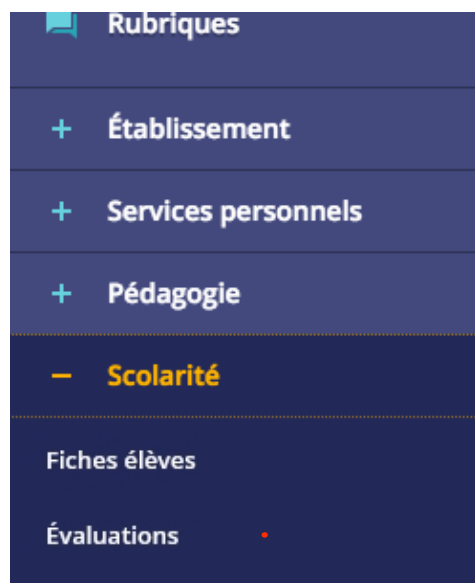 Rubriques
Établissement
Services personnels
Pédagogie
Scolarité
Fiches élèves
Évaluations